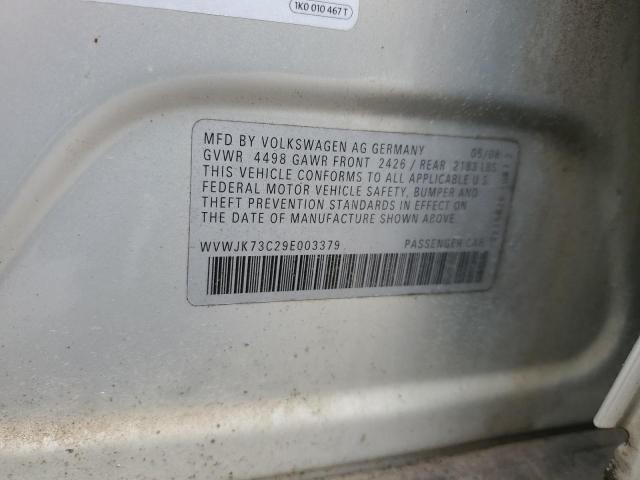 1K0 010 467 T
MFD BY VOLKSWAGEN AG GERMANY 05/08
GVWR 4498 GAWR FRONT 2426 / REAR 2183 LBS
THIS VEHICLE CONFORMS TO ALL APPLICABLE U.S.
FEDERAL MOTOR VEHICLE SAFETY, BUMPER AND
THEFT PREVENTION STANDARDS IN EFFECT ON
THE DATE OF MANUFACTURE SHOWN ABOVE.
WVWJK73C29E003379 PASSENGER CAR